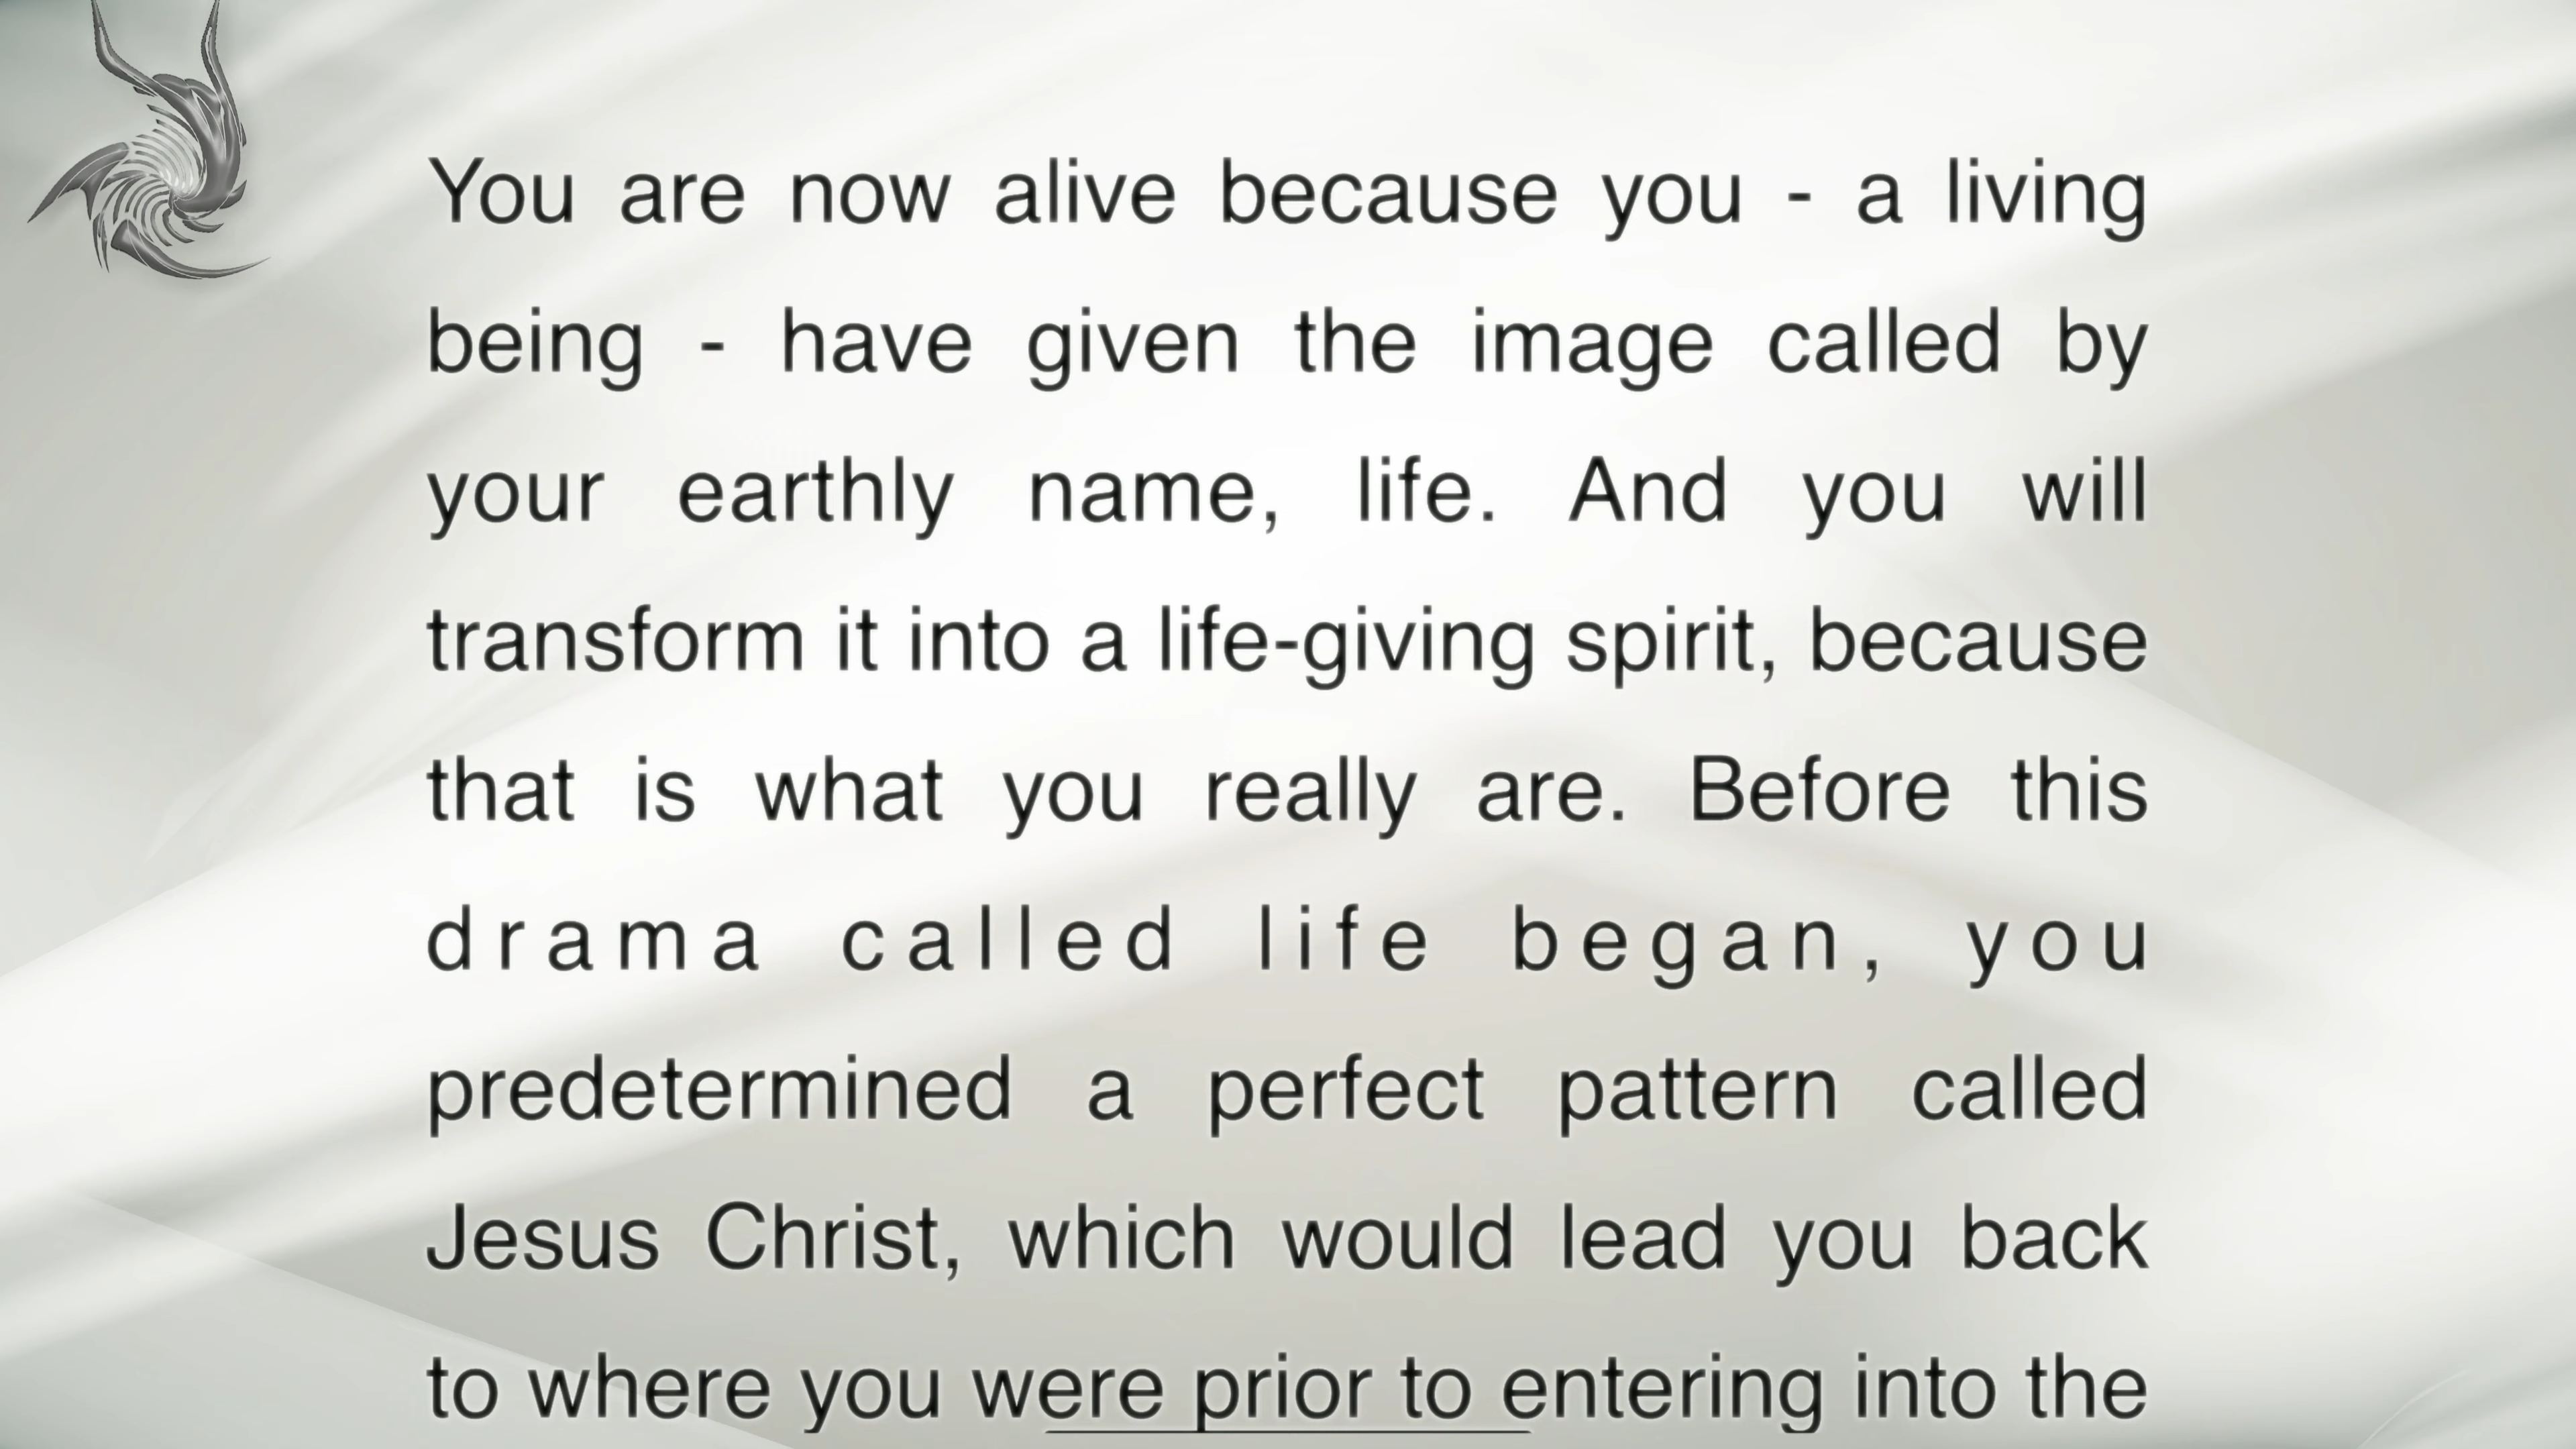 You are now alive because you - a living
being - have given the image called by
your earthly name, life. And you will
transform it into a life-giving spirit, because
that is what you really are. Before this
drama called life began, you
predetermined a perfect pattern called
Jesus Christ, which would lead you back
to where you were prior to entering into the